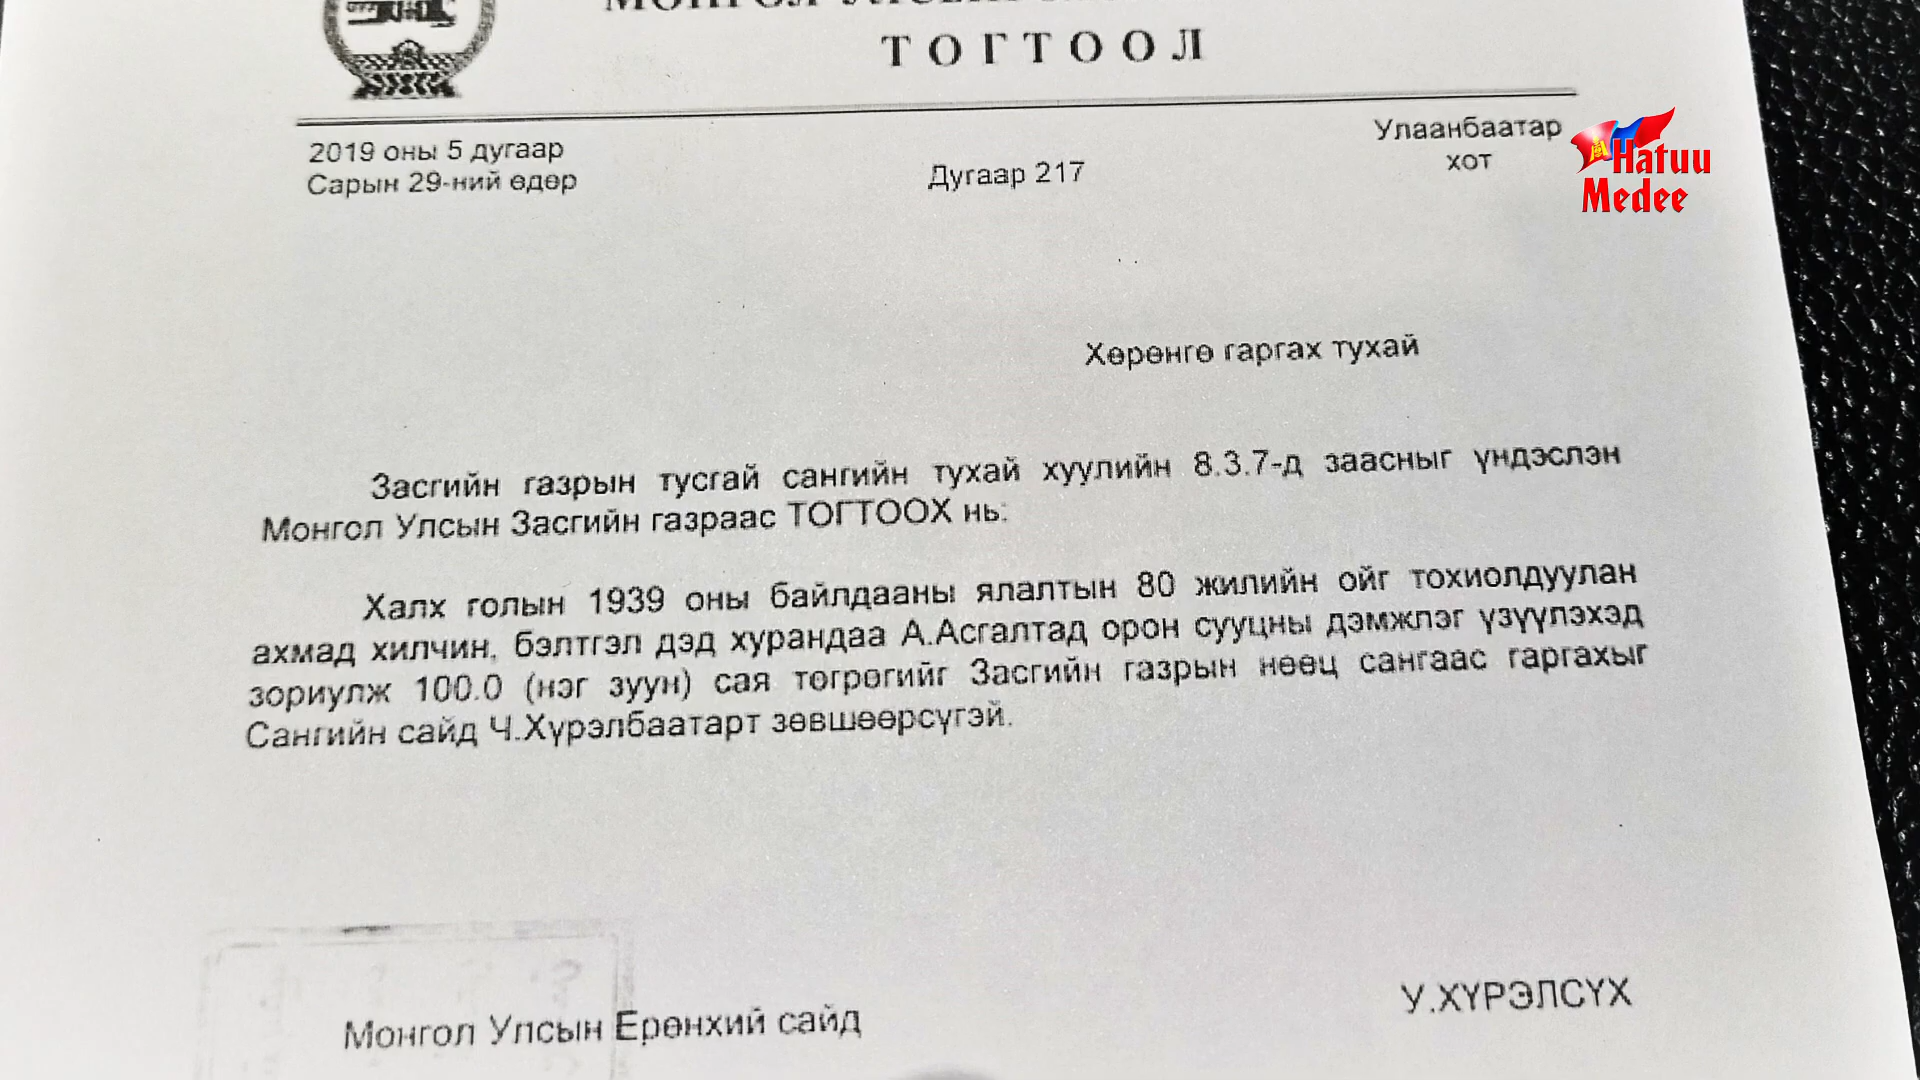 МОНГОЛ УЛСЫН
ТОГТООЛ
2019 оны 5 дугаар
Сарын 29-ний өдөр
Дугаар 217
Улаанбаатар
хот
Hatuu
Medee
Хөрөнгө гаргах тухай
Засгийн газрын тусгай сангийн тухай хуулийн 8.3.7-д заасныг үндэслэн
Монгол Улсын Засгийн газраас ТОГТООХ нь:
Халх голын 1939 оны байлдааны ялалтын 80 жилийн ойг тохиолдуулан
ахмад хилчин, бэлтгэл дэд хурандаа А.Асгалтад орон сууцны дэмжлэг үзүүлэхэд
зориулж 100.0 (нэг зуун) сая төгрөгийг Засгийн газрын нөөц сангаас гаргахыг
Сангийн сайд Ч.Хүрэлбаатарт зөвшөөрсүгэй.
Монгол Улсын Ерөнхий сайд
У.ХҮРЭЛСҮХ